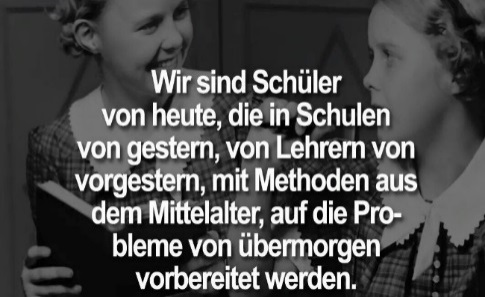 Wir sind Schüler
von heute, die in Schulen
von gestern, von Lehrern von
vorgestern, mit Methoden aus
dem Mittelalter, auf die Pro-
bleme von übermorgen
vorbereitet werden.